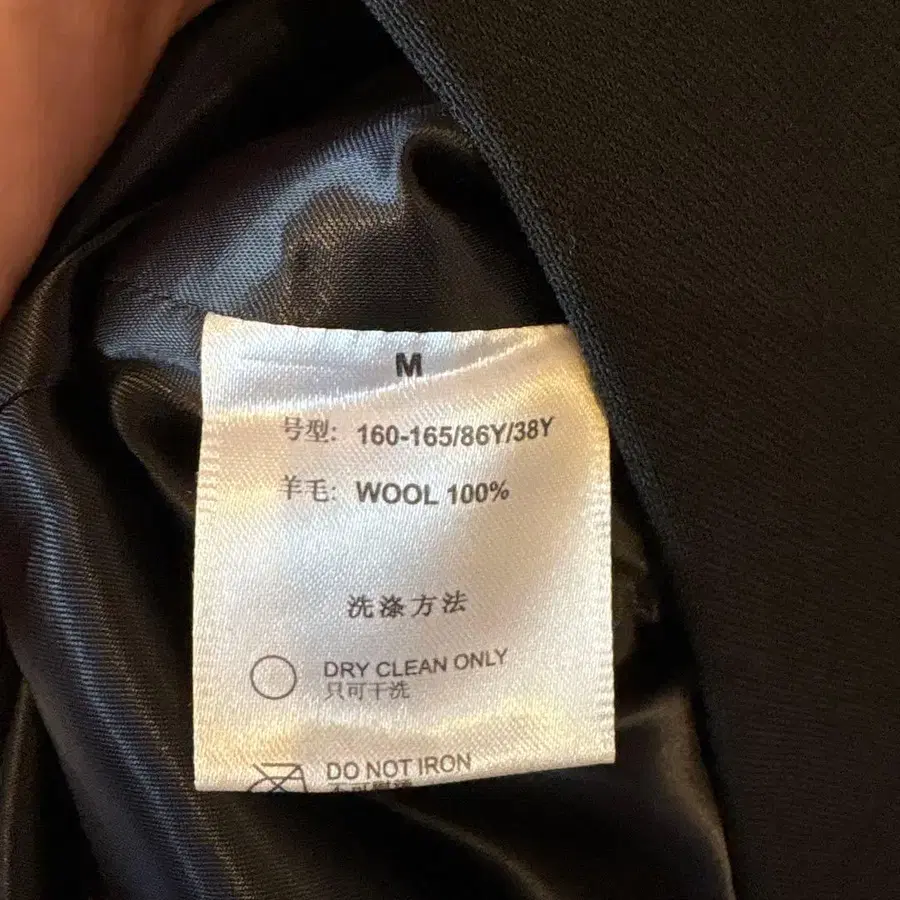 M
号型: 160-165/86Y/38Y
羊毛: WOOL 100%
洗涤方法
DRY CLEAN ONLY
只可干洗
DO NOT IRON